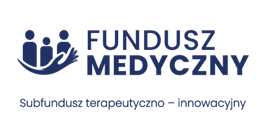 FUNDUSZ
MEDYCZNY
Subfundusz terapeutyczno – innowacyjny